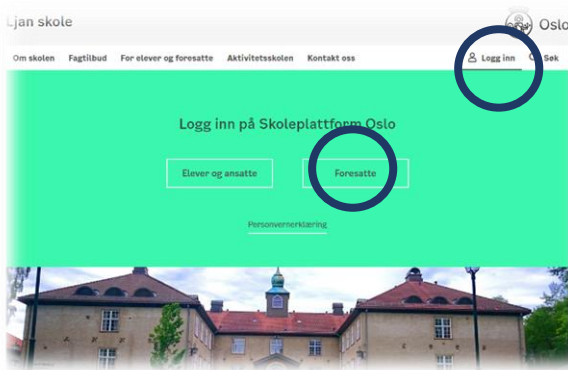 Ljan skole
Oslo
Om skolen Fagtilbud For elever og foresatte Aktivitetsskolen Kontakt oss Logg inn Søk
Logg inn på Skoleplattform Oslo
Elever og ansatte Foresatte
Personvernerklæring